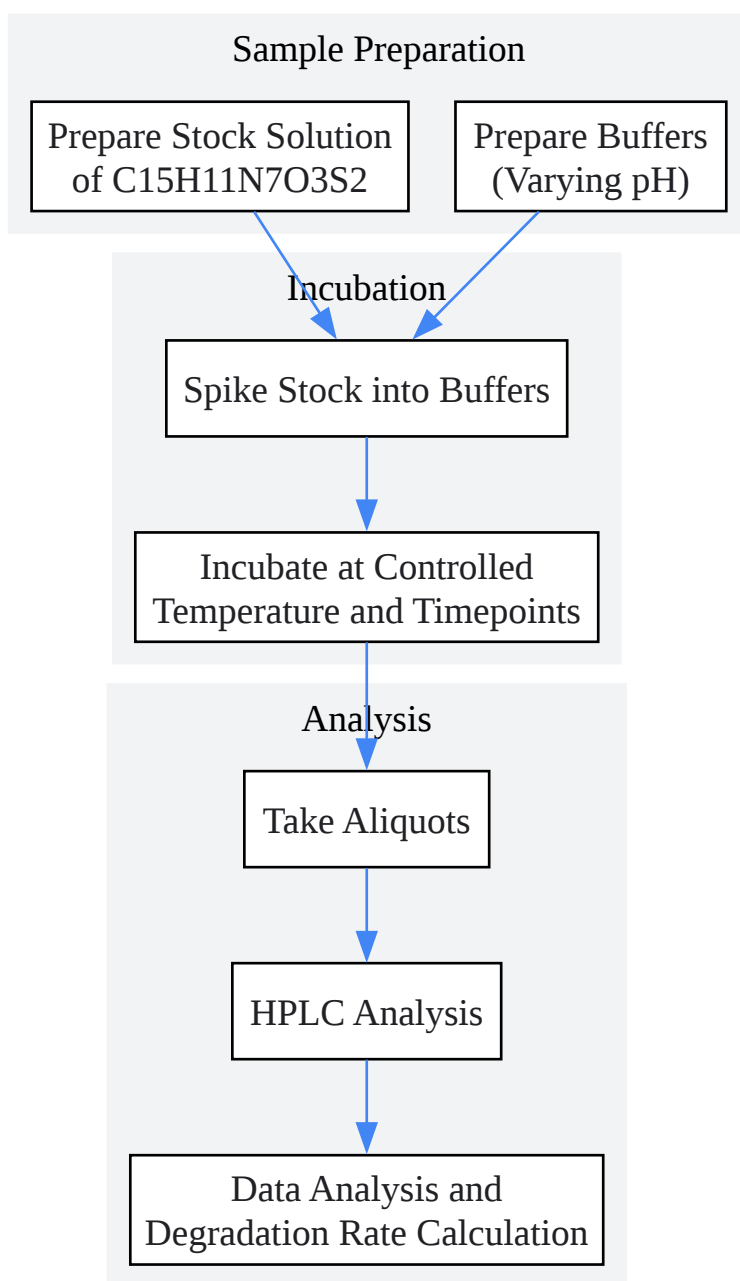 Sample Preparation
Prepare Stock Solution
of C15H11N7O3S2
Prepare Buffers
(Varying pH)
Incubation
Spike Stock into Buffers
Incubate at Controlled
Temperature and Timepoints
Analysis
Take Aliquots
HPLC Analysis
Data Analysis and
Degradation Rate Calculation